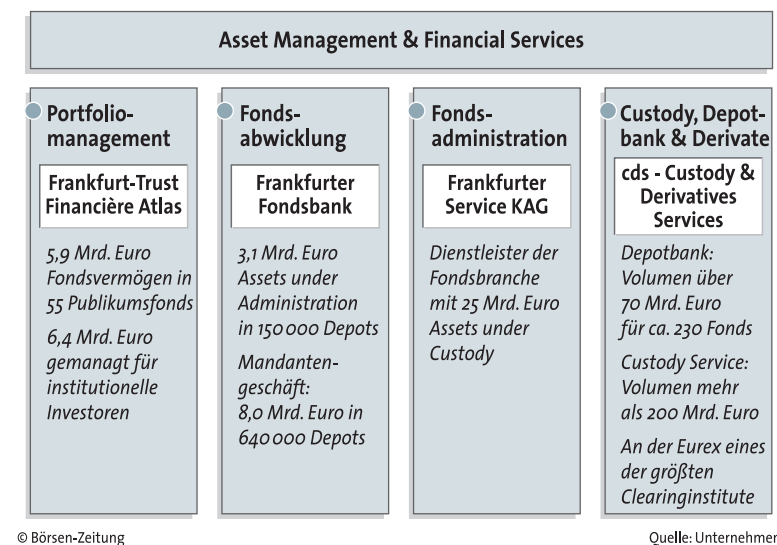 Asset Management & Financial Services
Portfolio-
management
Frankfurt-Trust
Financière Atlas
5,9 Mrd. Euro
Fondsvermögen in
55 Publikumsfonds
6,4 Mrd. Euro
gemanagt für
institutionelle
Investoren
Fonds-
abwicklung
Frankfurter
Fondsbank
3,1 Mrd. Euro
Assets under
Administration
in 150 000 Depots
Mandanten-
geschäft:
8,0 Mrd. Euro in
640 000 Depots
Fonds-
administration
Frankfurter
Service KAG
Dienstleister der
Fondsbranche
mit 25 Mrd. Euro
Assets under
Custody
Custody, Depot-
bank & Derivate
cds - Custody &
Derivatives
Services
Depotbank:
Volumen über
70 Mrd. Euro
für ca. 230 Fonds
Custody Service:
Volumen mehr
als 200 Mrd. Euro
An der Eurex eines
der größten
Clearinginstitute
© Börsen-Zeitung
Quelle: Unternehmen